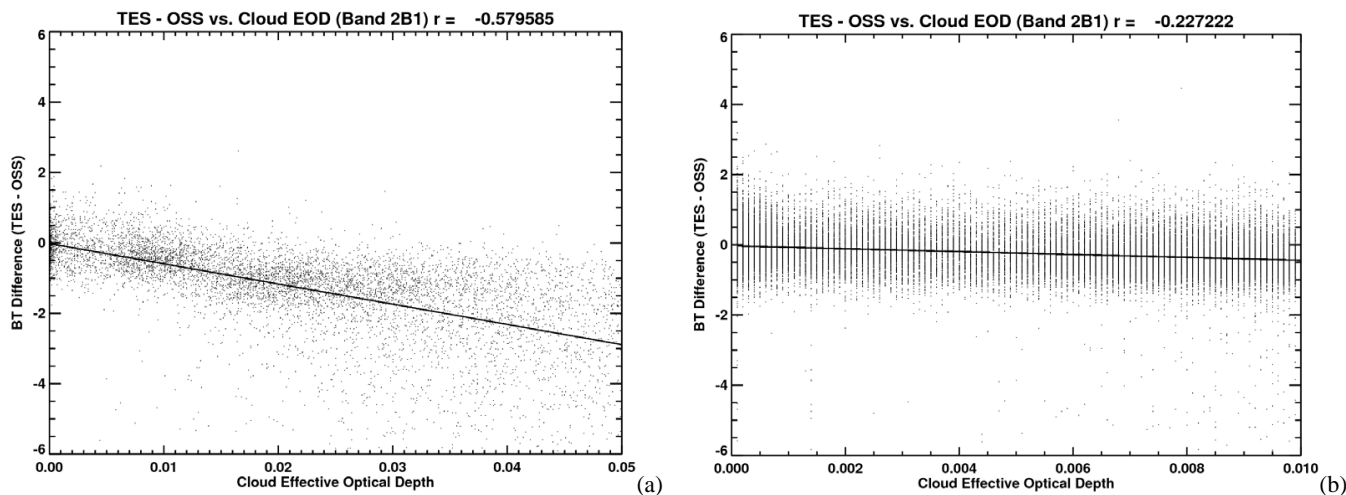 TES - OSS vs. Cloud EOD (Band 2B1) r = -0.579585
6
4
2
0
-2
-4
-6
BT Difference (TES - OSS)
0.00 0.01 0.02 0.03 0.04 0.05
Cloud Effective Optical Depth
(a)
TES - OSS vs. Cloud EOD (Band 2B1) r = -0.227222
6
4
2
0
-2
-4
-6
BT Difference (TES - OSS)
0.000 0.002 0.004 0.006 0.008 0.010
Cloud Effective Optical Depth
(b)